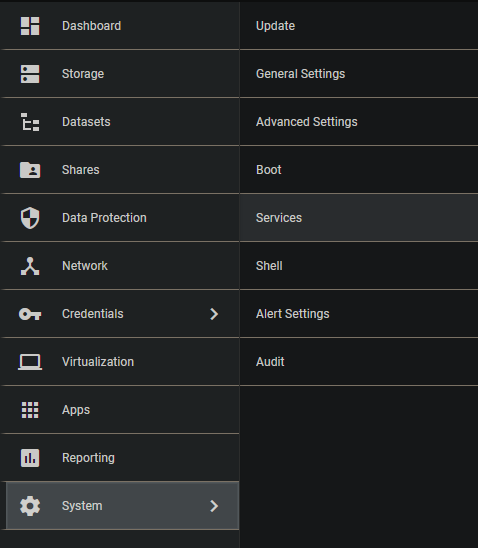 Dashboard
Storage
Datasets
Shares
Data Protection
Network
Credentials
Virtualization
Apps
Reporting
System
Update
General Settings
Advanced Settings
Boot
Services
Shell
Alert Settings
Audit